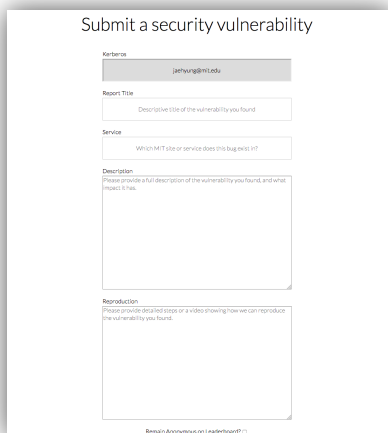 Submit a security vulnerability
Kerberos
jaehyung@mit.edu
Report Title
Descriptive title of the vulnerability you found
Service
Which MIT site or service does this bug exist in?
Description
Please provide a full description of the vulnerability you found, and what
impact it has.
Reproduction
Please provide detailed steps or a video showing how we can reproduce
the vulnerability you found.
Remain Anonymous on Leaderboard?